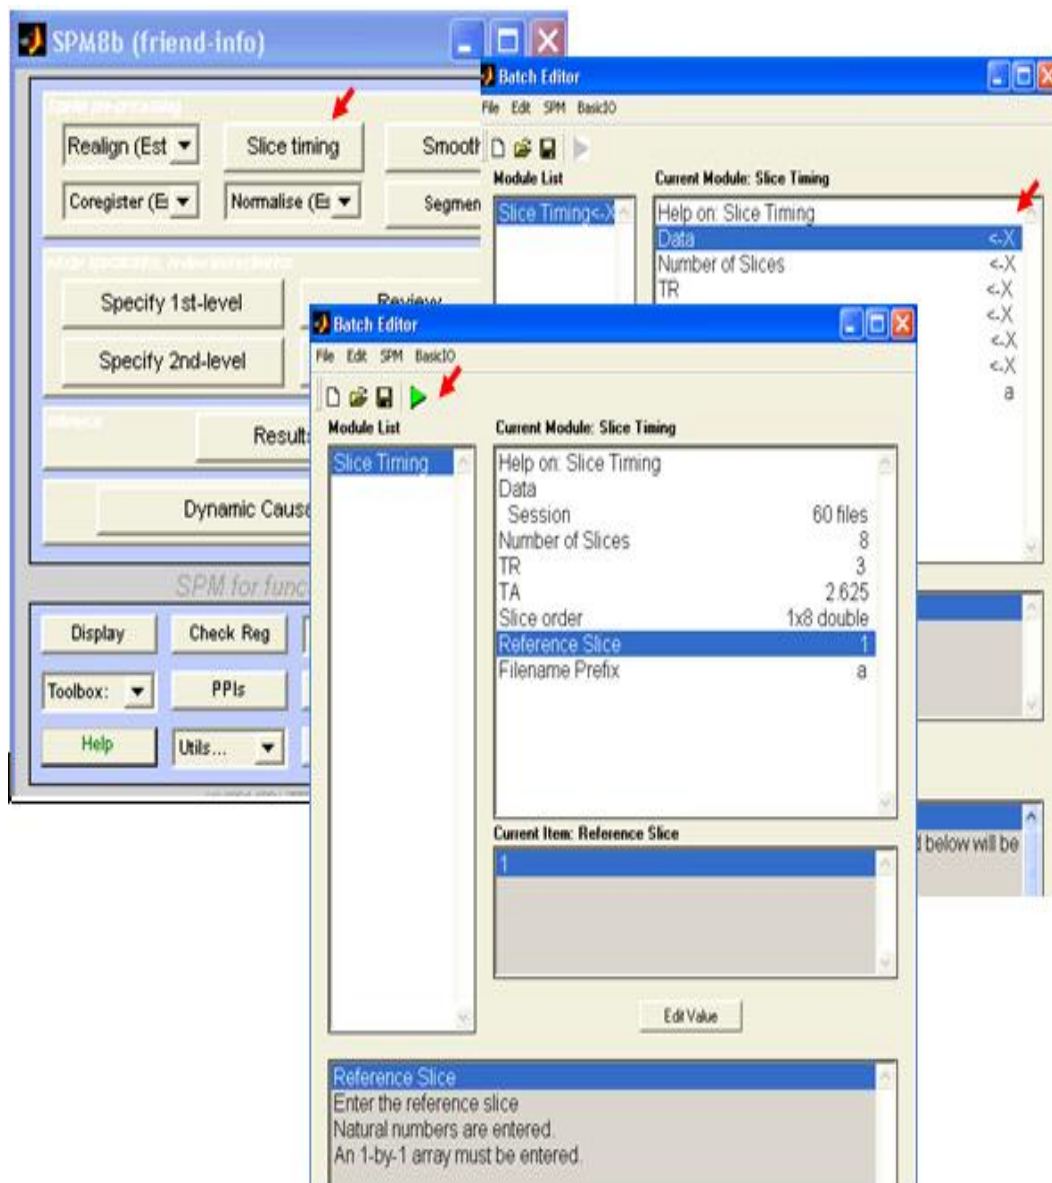 SPM8b (friend-info)
Realign (Est
Slice timing
Smooth
Coregister (E
Normalise (Es
Segmen
Specify 1st-level
Review
Specify 2nd-level
Result
Dynamic Caus
SPM for func
Display
Check Reg
Toolbox:
PPIs
Help
Utils...
Batch Editor
File Edit SPM BasicIO
Module List
Slice Timing<-X
Current Module: Slice Timing
Help on: Slice Timing
Data <-X
Number of Slices <-X
TR <-X
<-X
<-X
<-X
a
d below will be
Batch Editor
File Edit SPM BasicIO
Module List
Slice Timing
Current Module: Slice Timing
Help on: Slice Timing
Data
Session 60 files
Number of Slices 8
TR 3
TA 2.625
Slice order 1x8 double
Reference Slice 1
Filename Prefix a
Current Item: Reference Slice
1
Edit Value
Reference Slice
Enter the reference slice
Natural numbers are entered.
An 1-by-1 array must be entered.